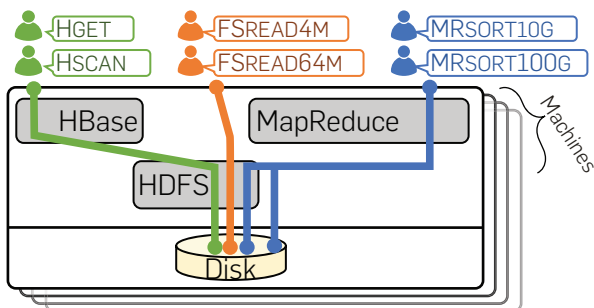 HGET
FSREAD4M
MRSORT10G
HSCAN
FSREAD64M
MRSORT100G
HBase
MapReduce
Machines
HDFS
Disk